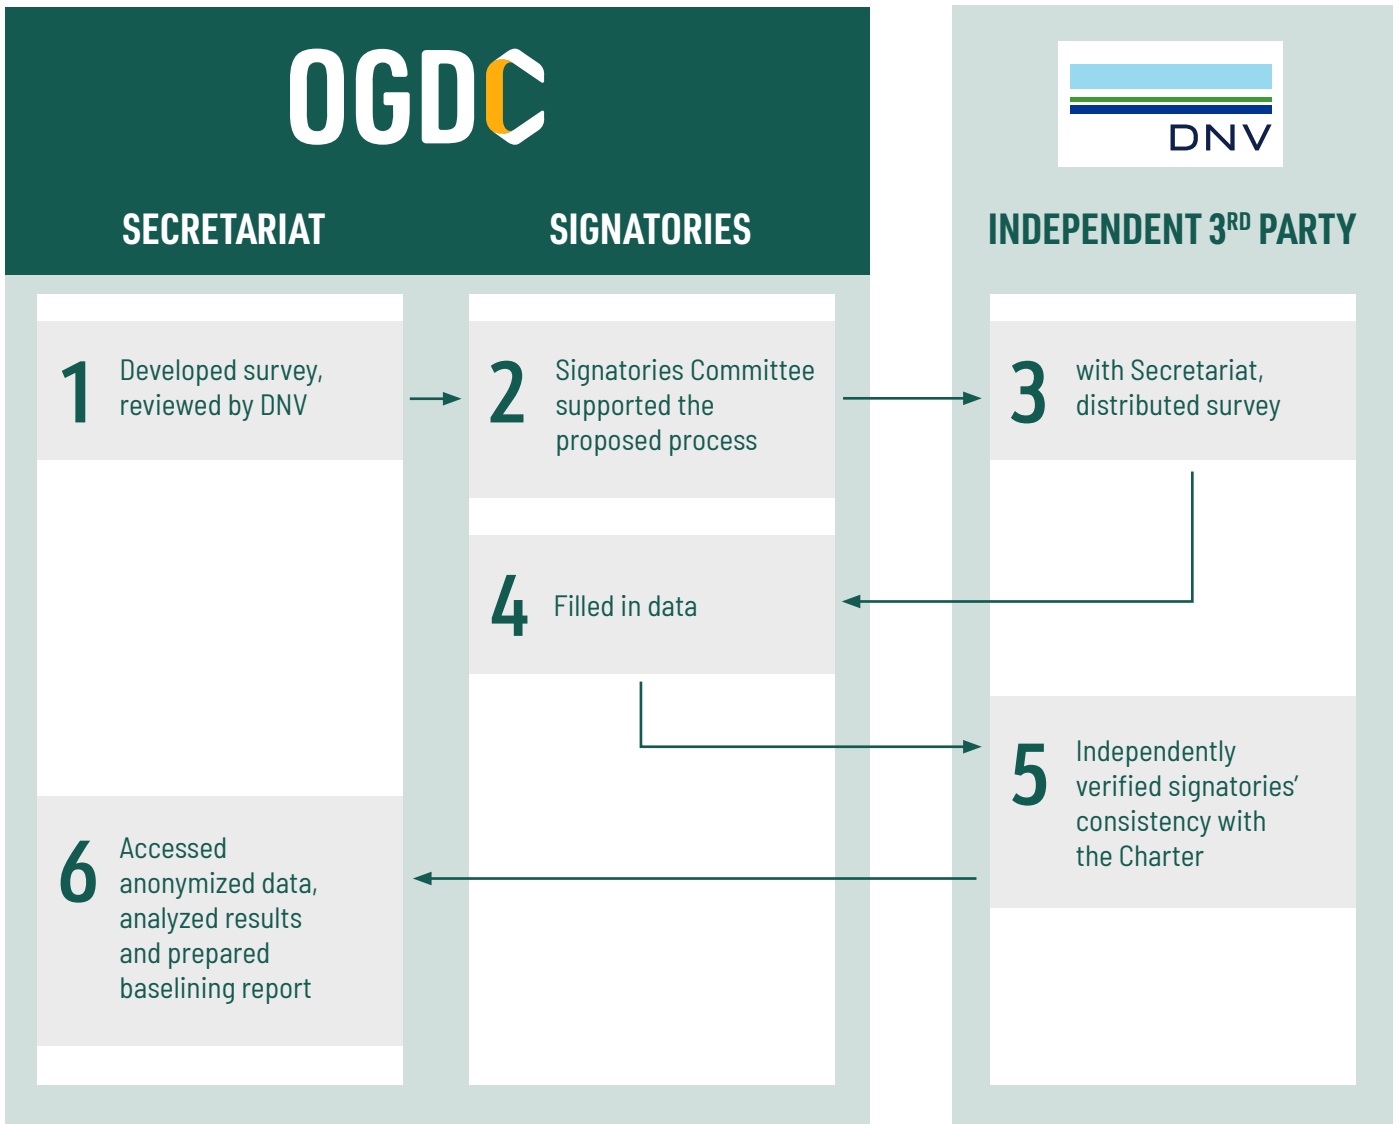 OGDC
DNV
SECRETARIAT
SIGNATORIES
INDEPENDENT 3RD PARTY
1
Developed survey,
reviewed by DNV
2
Signatories Committee
supported the
proposed process
3
with Secretariat,
distributed survey
4
Filled in data
5
Independently
verified signatories’
consistency with
the Charter
6
Accessed
anonymized data,
analyzed results
and prepared
baselining report